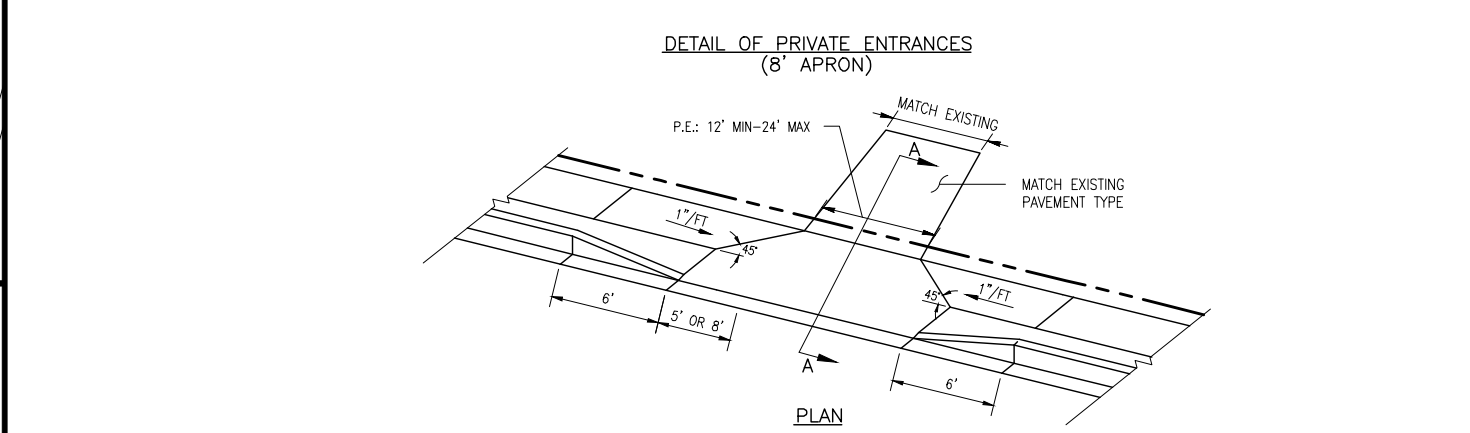 DETAIL OF PRIVATE ENTRANCES
(8' APRON)
MATCH EXISTING
P.E.: 12' MIN-24' MAX
A
MATCH EXISTING
PAVEMENT TYPE
1"/FT
45°
45°
1"/FT
6'
5' OR 8'
A
6'
PLAN